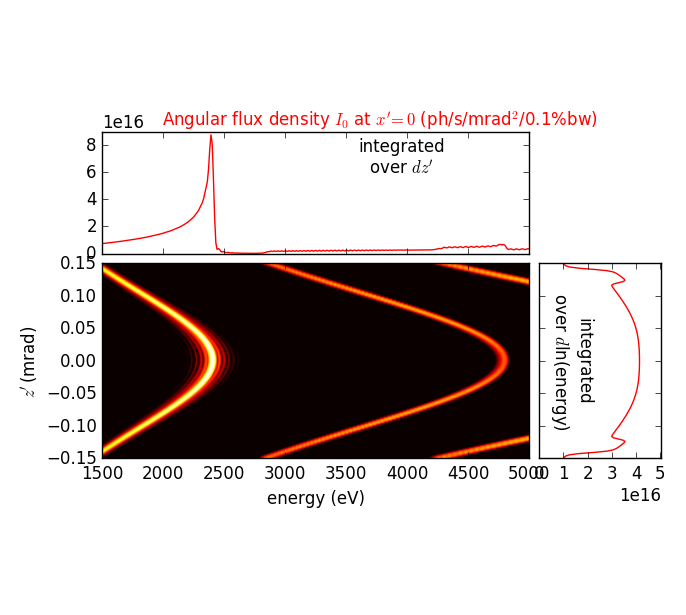 Angular flux density I₀ at x′ = 0 (ph/s/mrad²/0.1%bw)
1e16
8
6
4
2
0
integrated
over dz′
0.15
0.10
0.05
0.00
−0.05
−0.10
−0.15
z′ (mrad)
1500 2000 2500 3000 3500 4000 4500 5000
energy (eV)
integrated
over dln(energy)
0 1 2 3 4 5
1e16